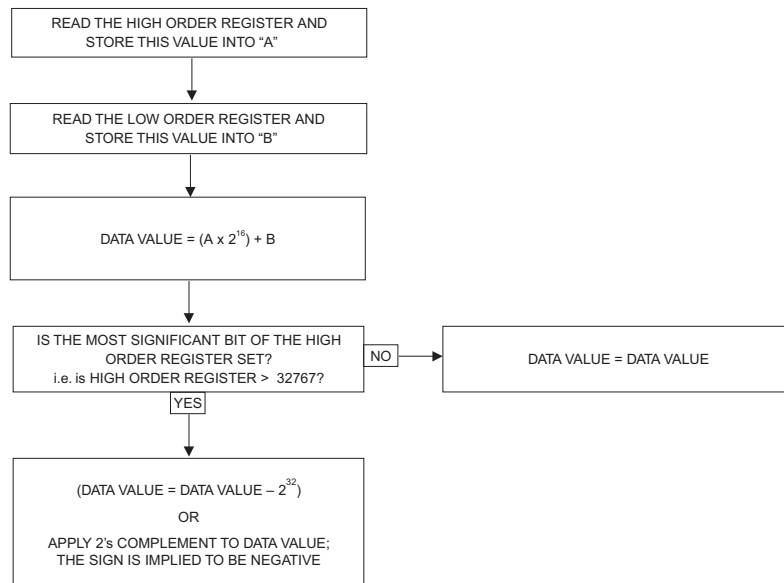 READ THE HIGH ORDER REGISTER AND
STORE THIS VALUE INTO “A”
READ THE LOW ORDER REGISTER AND
STORE THIS VALUE INTO “B”
DATA VALUE = (A x 2^16) + B
IS THE MOST SIGNIFICANT BIT OF THE HIGH
ORDER REGISTER SET?
i.e. is HIGH ORDER REGISTER > 32767?
NO
DATA VALUE = DATA VALUE
YES
(DATA VALUE = DATA VALUE – 2^32)
OR
APPLY 2’s COMPLEMENT TO DATA VALUE;
THE SIGN IS IMPLIED TO BE NEGATIVE